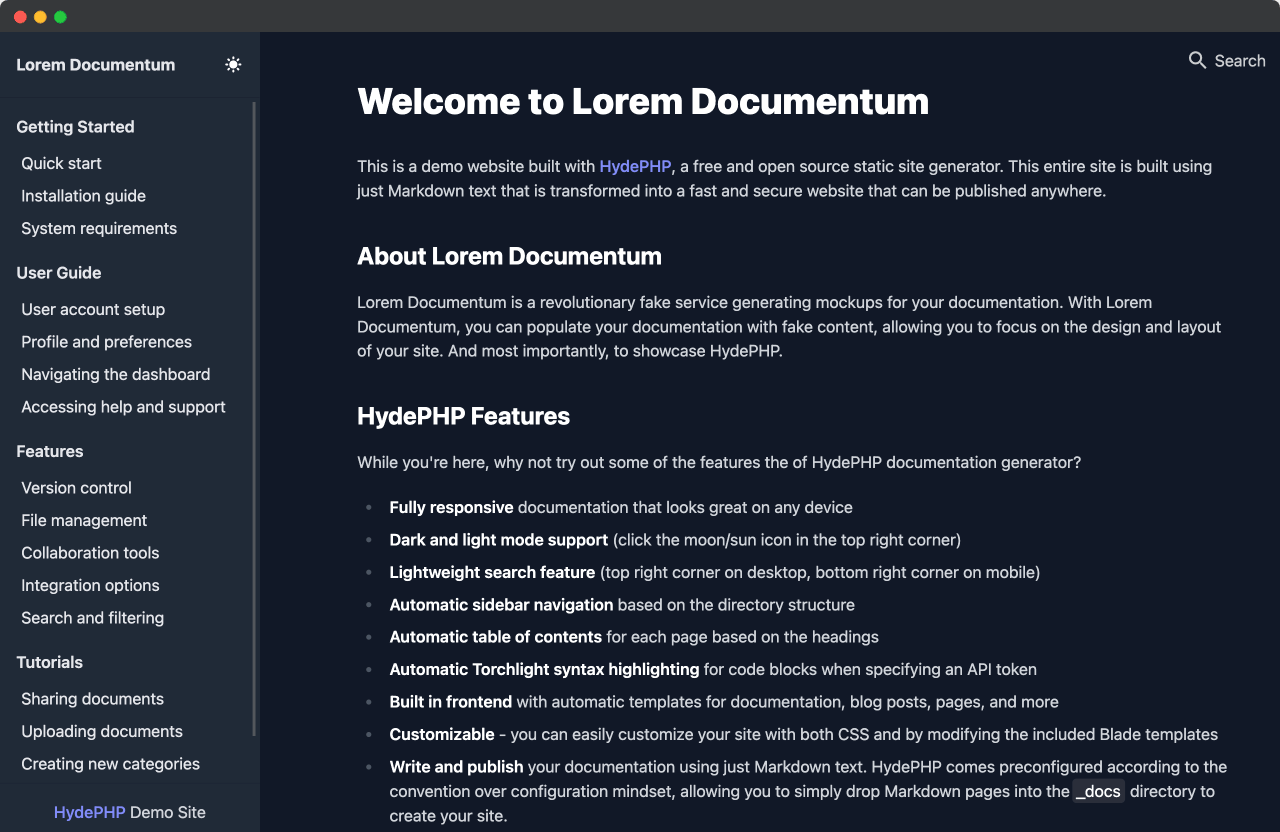 Lorem Documentum
Getting Started
Quick start
Installation guide
System requirements
User Guide
User account setup
Profile and preferences
Navigating the dashboard
Accessing help and support
Features
Version control
File management
Collaboration tools
Integration options
Search and filtering
Tutorials
Sharing documents
Uploading documents
Creating new categories
HydePHP Demo Site
Search
Welcome to Lorem Documentum
This is a demo website built with HydePHP, a free and open source static site generator. This entire site is built using
just Markdown text that is transformed into a fast and secure website that can be published anywhere.
About Lorem Documentum
Lorem Documentum is a revolutionary fake service generating mockups for your documentation. With Lorem
Documentum, you can populate your documentation with fake content, allowing you to focus on the design and layout
of your site. And most importantly, to showcase HydePHP.
HydePHP Features
While you're here, why not try out some of the features the of HydePHP documentation generator?
• Fully responsive documentation that looks great on any device
• Dark and light mode support (click the moon/sun icon in the top right corner)
• Lightweight search feature (top right corner on desktop, bottom right corner on mobile)
• Automatic sidebar navigation based on the directory structure
• Automatic table of contents for each page based on the headings
• Automatic Torchlight syntax highlighting for code blocks when specifying an API token
• Built in frontend with automatic templates for documentation, blog posts, pages, and more
• Customizable - you can easily customize your site with both CSS and by modifying the included Blade templates
• Write and publish your documentation using just Markdown text. HydePHP comes preconfigured according to the
convention over configuration mindset, allowing you to simply drop Markdown pages into the _docs directory to
create your site.